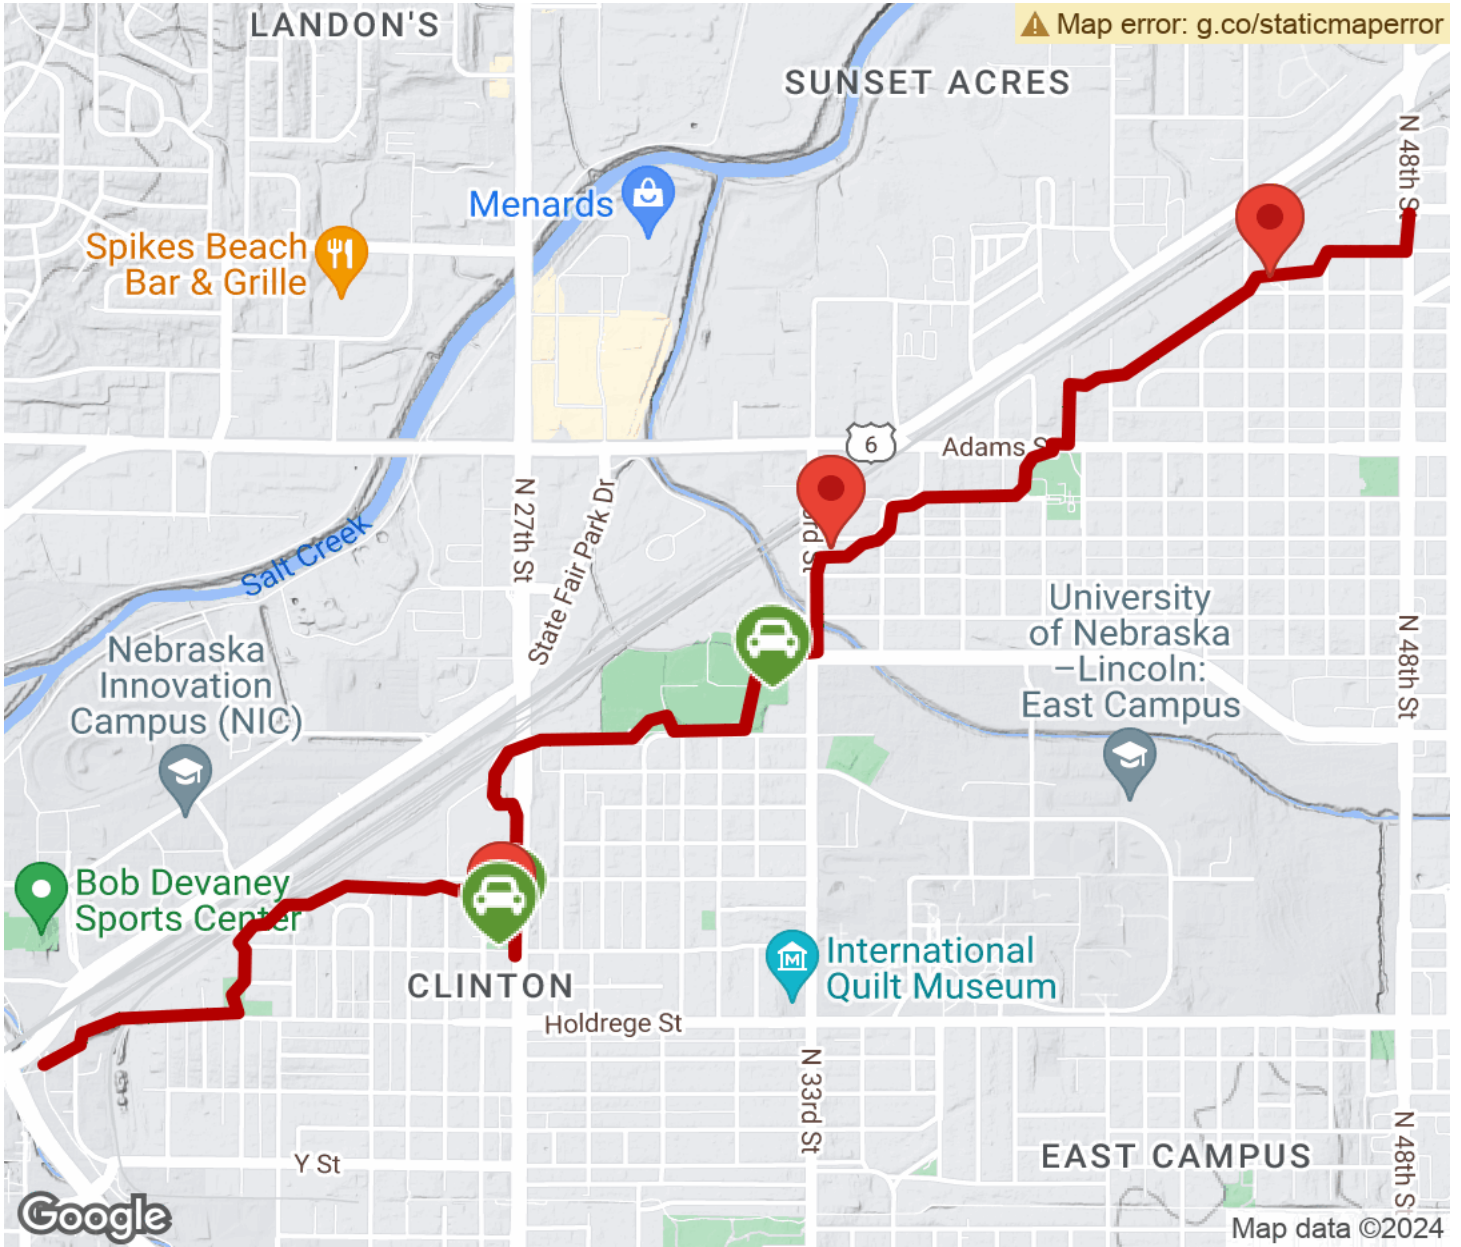 LANDON'S
Map error: g.co/staticmaperror
SUNSET ACRES
N 48th St
Menards
Spikes Beach
Bar & Grille
6
Adams S
N 27th St
State Fair Park Dr
3rd St
Salt Creek
University
of Nebraska
–Lincoln:
East Campus
N 48th St
Nebraska
Innovation
Campus (NIC)
Bob Devaney
Sports Center
International
Quilt Museum
M
CLINTON
Holdrege St
N 33rd St
Y St
EAST CAMPUS
N 48th St
Google
Map data ©2024